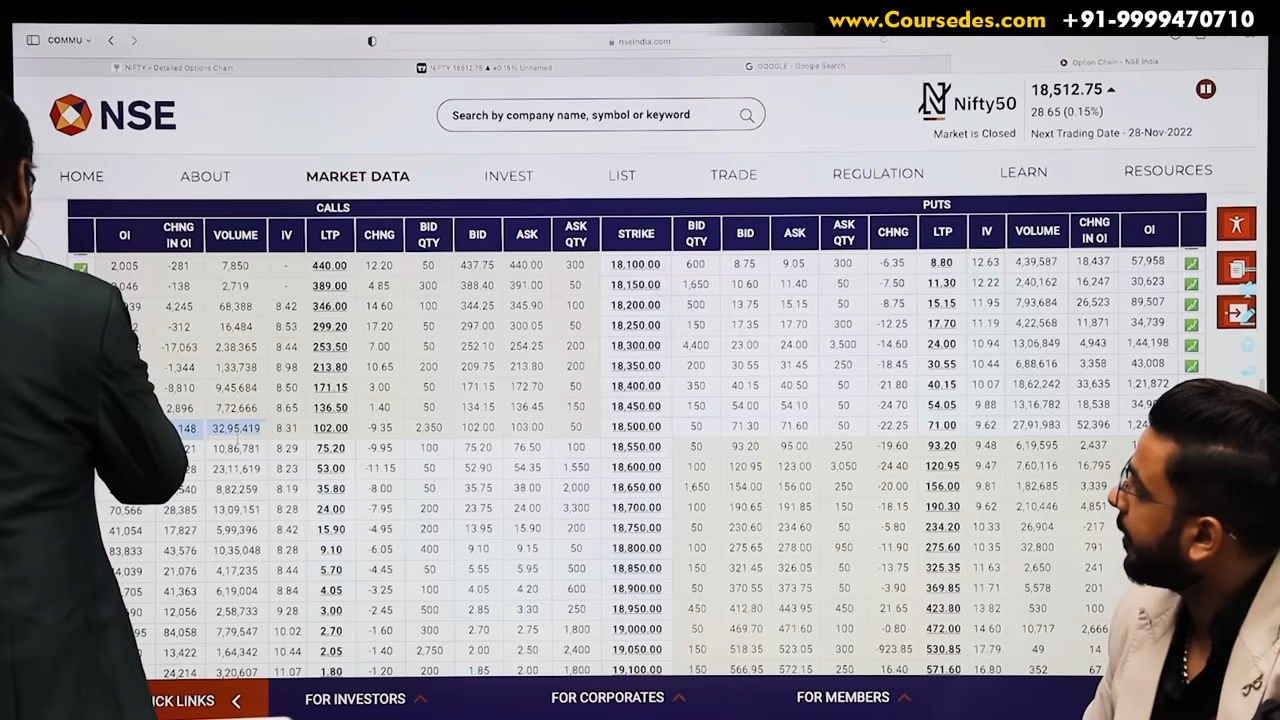 www.Coursedes.com +91-9999470710
COMMU
nseindia.com
NIFTY - Detailed Options Chain NIFTY 18512.75 ▲ +0.15% Unnamed GOOGLE - Google Search Option Chain - NSE India
NSE
Search by company name, symbol or keyword
Nifty50 18,512.75
28.65 (0.15%)
Market is Closed Next Trading Date - 28-Nov-2022
HOME ABOUT MARKET DATA INVEST LIST TRADE REGULATION LEARN RESOURCES
CALLS PUTS
OI CHNG IN OI VOLUME IV LTP CHNG BID QTY BID ASK ASK QTY STRIKE BID QTY BID ASK ASK QTY CHNG LTP IV VOLUME CHNG IN OI OI
2,005 -281 7,850 - 440.00 12.20 50 437.75 440.00 300 18,100.00 600 8.75 9.05 300 -6.35 8.80 12.63 4,39,587 18,437 57,958
-138 2,719 - 389.00 4.85 300 388.40 391.00 50 18,150.00 1,650 10.60 11.40 50 -7.50 11.30 12.22 2,40,162 16,247 30,623
4,245 68,388 8.42 346.00 14.60 100 344.25 345.90 100 18,200.00 500 13.75 15.15 50 -8.75 15.15 11.95 7,93,684 26,523 89,507
-312 16,484 8.53 299.20 17.20 50 297.00 300.05 50 18,250.00 150 17.35 17.70 300 -12.25 17.70 11.19 4,22,568 11,871 34,739
-17,063 2,38,365 8.44 253.50 7.00 50 252.10 254.25 200 18,300.00 4,400 23.00 24.00 3,500 -14.60 24.00 10.94 13,06,849 4,943 1,44,198
-1,344 1,33,738 8.98 213.80 10.65 200 209.75 213.80 200 18,350.00 200 30.55 31.45 250 -18.45 30.55 10.44 6,88,616 3,358 43,008
-8,810 9,45,684 8.50 171.15 3.00 50 171.15 172.70 50 18,400.00 350 40.15 40.50 50 -21.80 40.15 10.07 18,62,242 33,635 1,21,872
2,896 7,72,666 8.65 136.50 1.40 50 134.15 136.45 150 18,450.00 150 54.00 54.10 50 -24.70 54.05 9.88 13,16,782 18,538
148 32,95,419 8.31 102.00 -9.35 2,350 102.00 103.00 50 18,500.00 50 71.30 71.60 50 -22.25 71.00 9.62 27,91,983 52,396
10,86,781 8.29 75.20 -9.95 100 75.20 76.50 100 18,550.00 50 93.20 95.00 250 -19.60 93.20 9.48 6,19,595 2,437
23,11,619 8.23 53.00 -11.15 50 52.90 54.35 1,550 18,600.00 100 120.95 123.00 3,050 -24.40 120.95 9.47 7,60,116 16,795
8,82,259 8.19 35.80 -8.00 50 35.75 38.00 2,000 18,650.00 1,650 154.00 156.00 250 -20.00 156.00 9.81 1,82,685 3,339
70,566 28,385 13,09,151 8.28 24.00 -7.95 200 23.75 24.00 3,300 18,700.00 100 190.65 191.85 150 -18.15 190.30 9.62 2,10,446 4,851
41,054 17,827 5,99,396 8.42 15.90 -4.95 200 13.95 15.90 200 18,750.00 50 230.60 234.60 50 -5.80 234.20 10.33 26,904 -217
83,833 43,576 10,35,048 8.28 9.10 -6.05 400 9.10 9.15 50 18,800.00 100 275.65 278.00 950 -11.90 275.60 10.35 32,800 791
21,076 4,17,235 8.44 5.70 -4.45 50 5.55 5.95 500 18,850.00 150 321.45 326.05 50 -13.75 325.35 11.63 2,650 241
41,363 6,19,004 8.84 4.05 -3.25 100 4.05 4.20 600 18,900.00 50 370.55 373.75 50 -3.90 369.85 11.71 5,578 201
12,056 2,58,733 9.28 3.00 -2.45 500 2.85 3.30 250 18,950.00 450 412.80 443.95 450 21.65 423.80 13.82 530 100
84,058 7,79,547 10.02 2.70 -1.60 300 2.70 2.75 1,800 19,000.00 50 469.70 471.60 100 -0.80 472.00 14.60 10,717 2,666
13,422 1,64,342 10.44 2.05 -1.40 2,750 2.00 2.50 2,400 19,050.00 150 518.35 523.05 300 -923.85 530.85 17.79 49 14
24,214 3,20,607 11.07 1.80 -1.20 200 1.85 2.00 1,800 19,100.00 150 566.95 572.15 250 16.40 571.60 16.80 352 67
ICK LINKS FOR INVESTORS FOR CORPORATES FOR MEMBERS